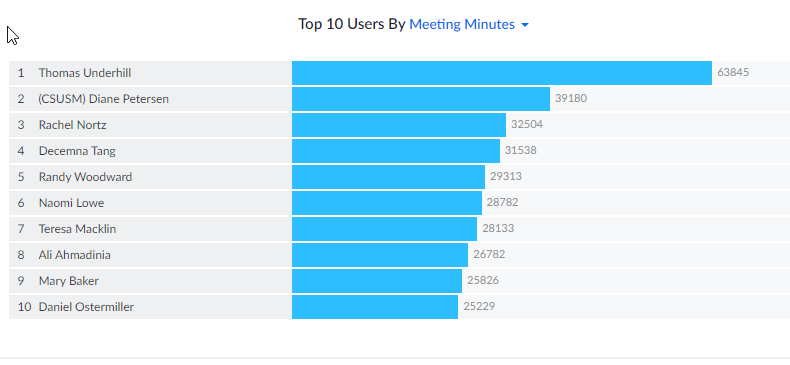 Top 10 Users By Meeting Minutes
1 Thomas Underhill 63845
2 (CSUSM) Diane Petersen 39180
3 Rachel Nortz 32504
4 Decemna Tang 31538
5 Randy Woodward 29313
6 Naomi Lowe 28782
7 Teresa Macklin 28133
8 Ali Ahmadinia 26782
9 Mary Baker 25826
10 Daniel Ostermiller 25229